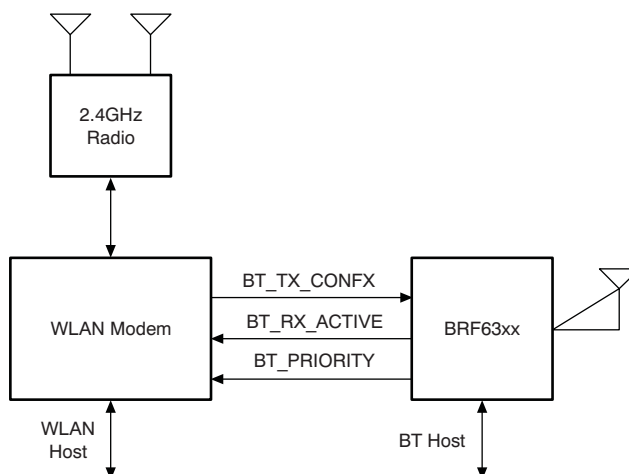 2.4GHz
Radio
BT_TX_CONFX
WLAN Modem
BT_RX_ACTIVE
BRF63xx
BT_PRIORITY
WLAN
Host
BT Host